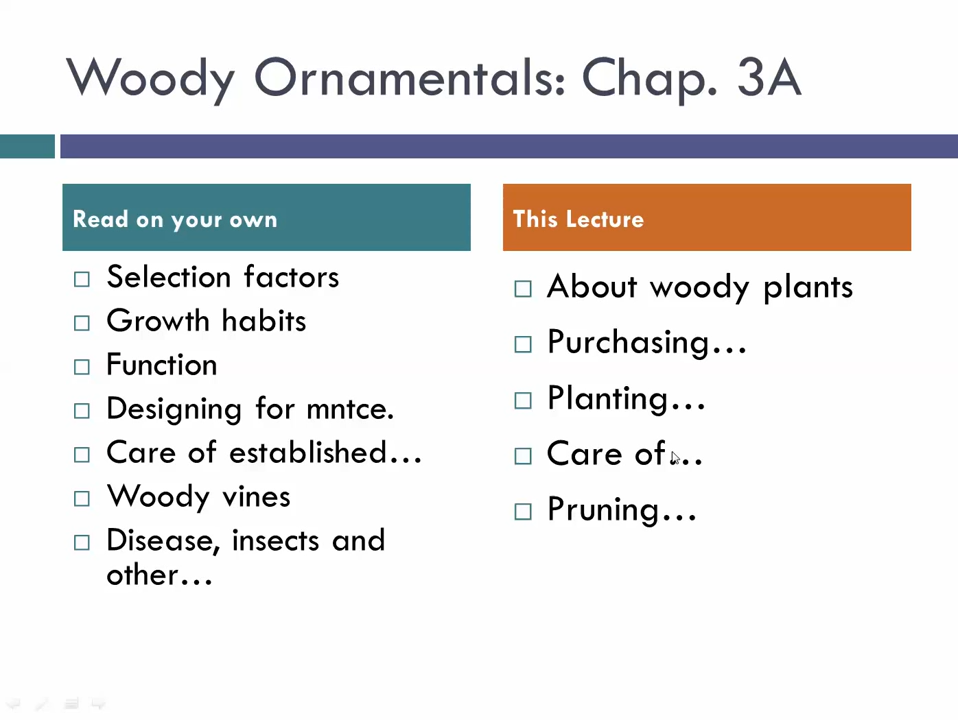 Woody Ornamentals: Chap. 3A
Read on your own
Selection factors
Growth habits
Function
Designing for mntce.
Care of established...
Woody vines
Disease, insects and
other...
This Lecture
About woody plants
Purchasing...
Planting...
Care of...
Pruning...